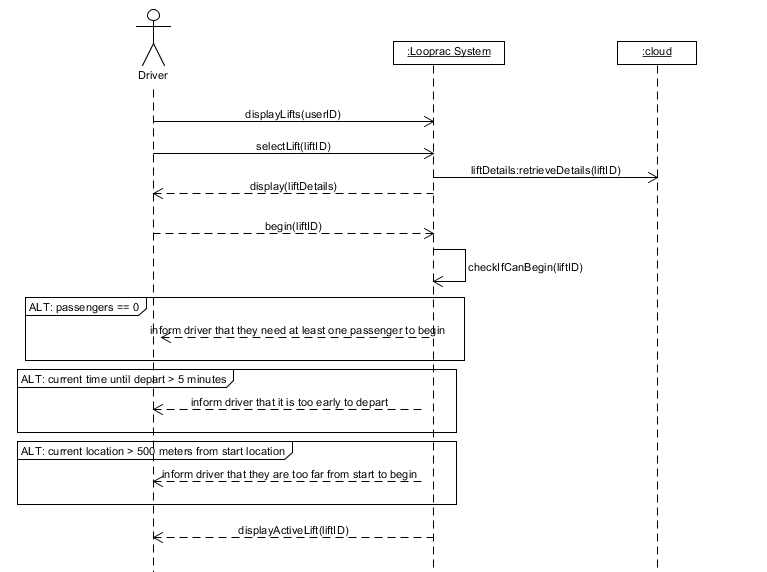 Driver
:Looprac System
:cloud
displayLifts(userID)
selectLift(liftID)
liftDetails:retrieveDetails(liftID)
display(liftDetails)
begin(liftID)
checkIfCanBegin(liftID)
ALT: passengers == 0
inform driver that they need at least one passenger to begin
ALT: current time until depart > 5 minutes
inform driver that it is too early to depart
ALT: current location > 500 meters from start location
inform driver that they are too far from start to begin
displayActiveLift(liftID)